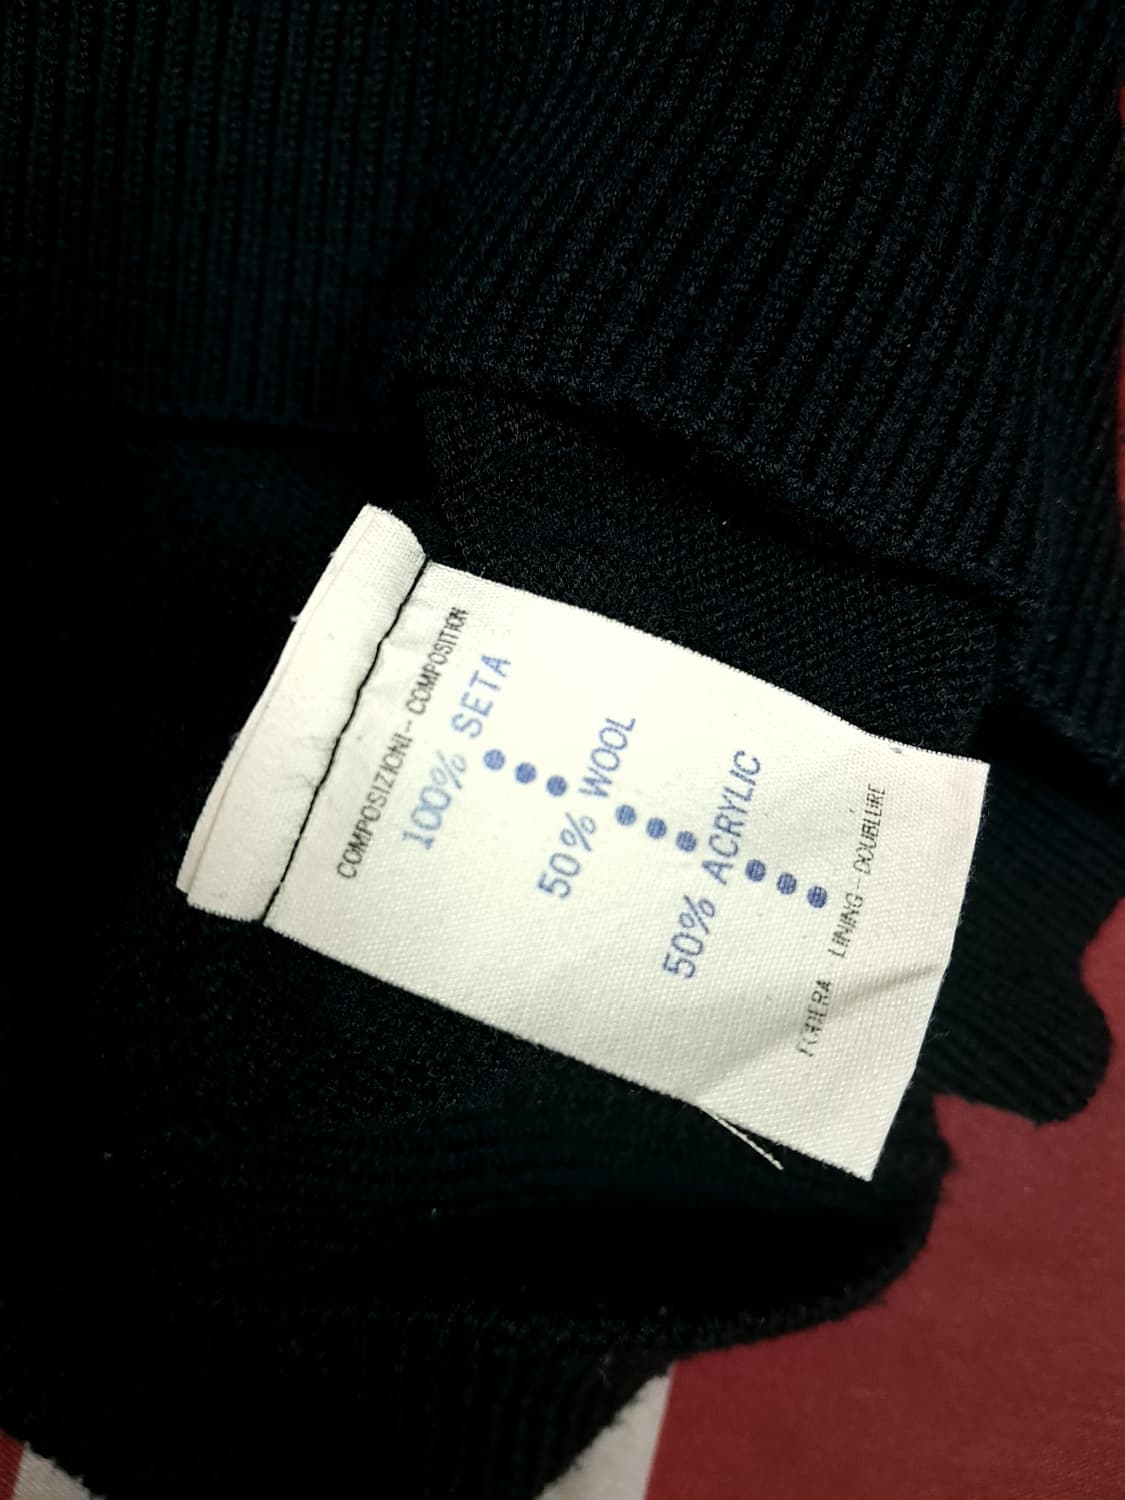 COMPOSIZIONI - COMPOSITION
100% SETA
50% WOOL
50% ACRYLIC
FODERA - LINING - DOUBLURE